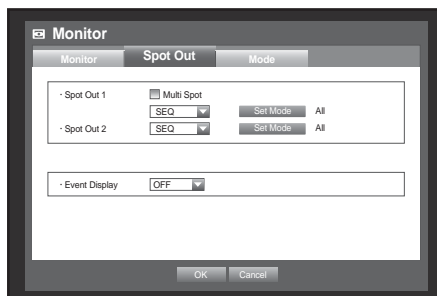 Monitor
Monitor Spot Out Mode
· Spot Out 1 Multi Spot
SEQ Set Mode All
· Spot Out 2 SEQ Set Mode All
· Event Display OFF
OK Cancel